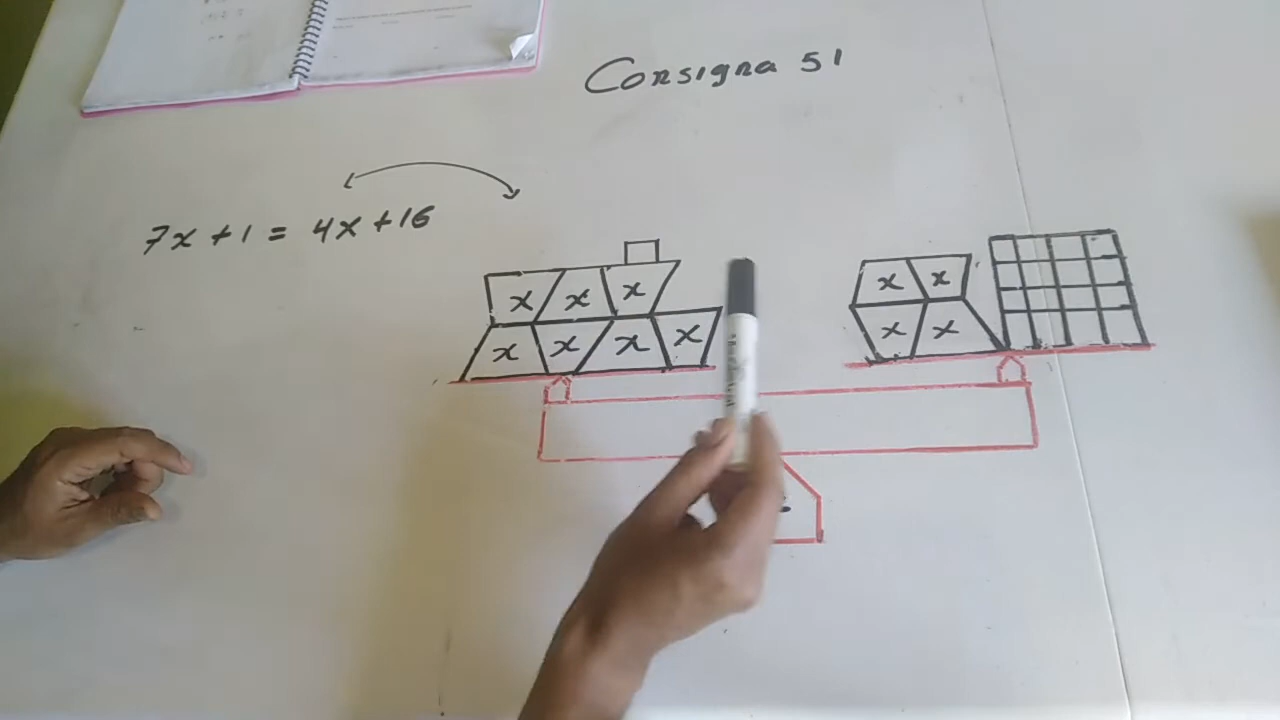 Consigna 51
7x + 1 = 4x + 16
x x x
x x x x
x x
x x